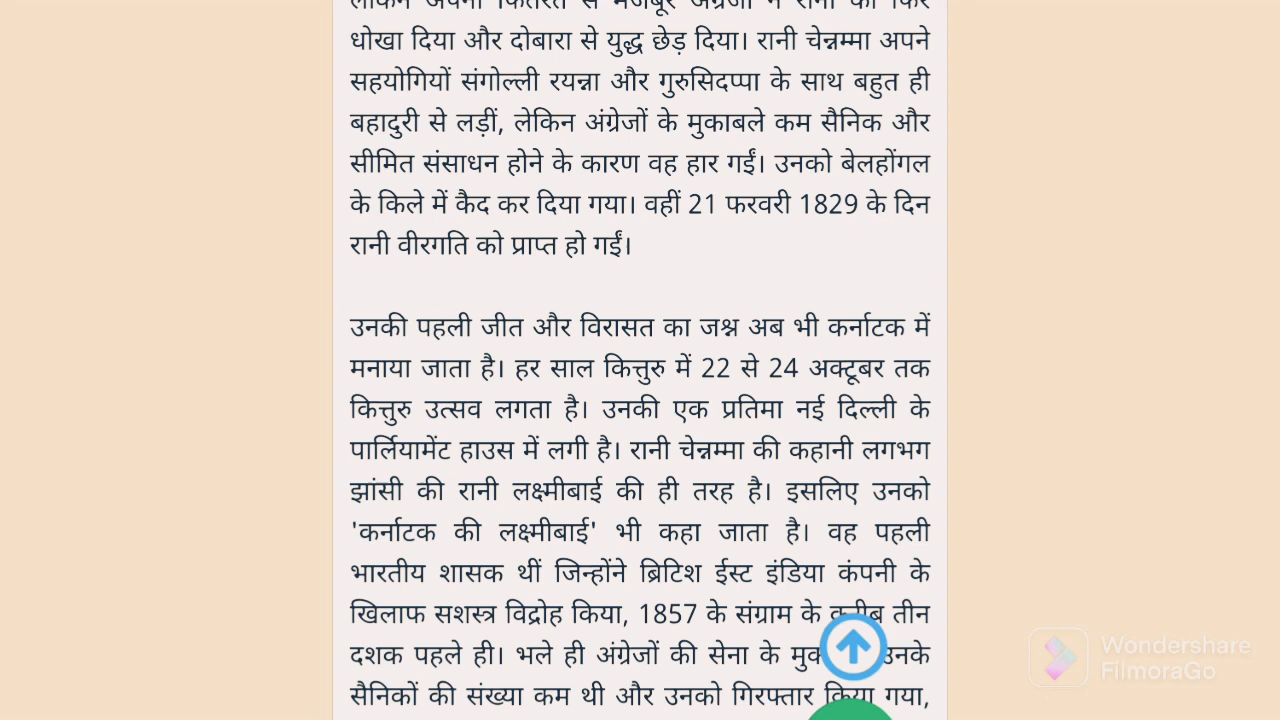 लेकिन अपनी फितरत से मजबूर अंग्रेजों ने रानी को फिर
धोखा दिया और दोबारा से युद्ध छेड़ दिया। रानी चेन्नम्मा अपने
सहयोगियों संगोल्ली रयन्ना और गुरुसिदप्पा के साथ बहुत ही
बहादुरी से लड़ीं, लेकिन अंग्रेजों के मुकाबले कम सैनिक और
सीमित संसाधन होने के कारण वह हार गईं। उनको बेलहोंगल
के किले में कैद कर दिया गया। वहीं 21 फरवरी 1829 के दिन
रानी वीरगति को प्राप्त हो गईं।
उनकी पहली जीत और विरासत का जश्न अब भी कर्नाटक में
मनाया जाता है। हर साल कित्तुरु में 22 से 24 अक्टूबर तक
कित्तुरु उत्सव लगता है। उनकी एक प्रतिमा नई दिल्ली के
पार्लियामेंट हाउस में लगी है। रानी चेन्नम्मा की कहानी लगभग
झांसी की रानी लक्ष्मीबाई की ही तरह है। इसलिए उनको
'कर्नाटक की लक्ष्मीबाई' भी कहा जाता है। वह पहली
भारतीय शासक थीं जिन्होंने ब्रिटिश ईस्ट इंडिया कंपनी के
खिलाफ सशस्त्र विद्रोह किया, 1857 के संग्राम के करीब तीन
दशक पहले ही। भले ही अंग्रेजों की सेना के उनके
सैनिकों की संख्या कम थी और उनको गिरफ्तार किया गया,
Wondershare
FilmoraGo